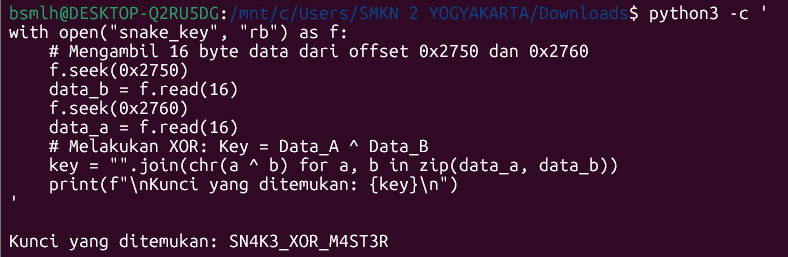 bsmlh@DESKTOP-Q2RU5DG:/mnt/c/Users/SMKN 2 YOGYAKARTA/Downloads$ python3 -c '
with open("snake_key", "rb") as f:
    # Mengambil 16 byte data dari offset 0x2750 dan 0x2760
    f.seek(0x2750)
    data_b = f.read(16)
    f.seek(0x2760)
    data_a = f.read(16)
    # Melakukan XOR: Key = Data_A ^ Data_B
    key = "".join(chr(a ^ b) for a, b in zip(data_a, data_b))
    print(f"\nKunci yang ditemukan: {key}\n")
'
Kunci yang ditemukan: SN4K3_XOR_M4ST3R